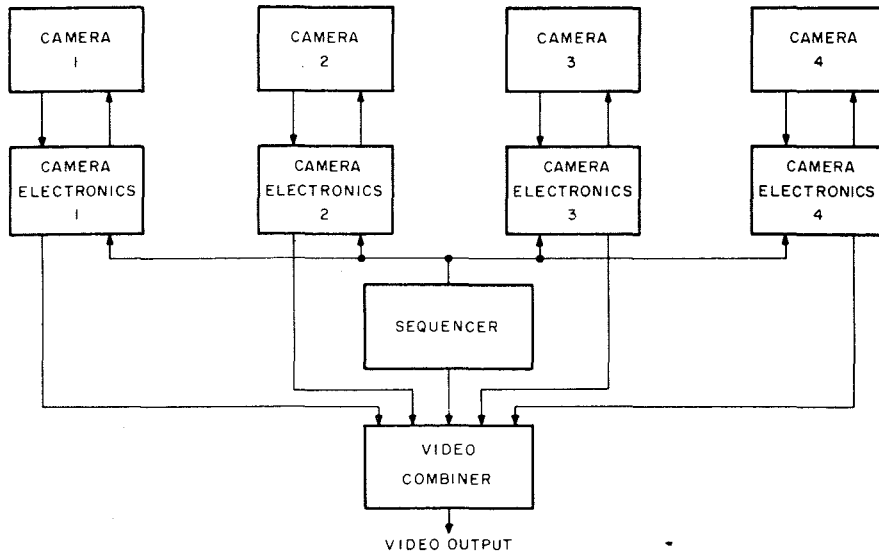 CAMERA
1
CAMERA
2
CAMERA
3
CAMERA
4
CAMERA
ELECTRONICS
1
CAMERA
ELECTRONICS
2
CAMERA
ELECTRONICS
3
CAMERA
ELECTRONICS
4
SEQUENCER
VIDEO
COMBINER
VIDEO OUTPUT